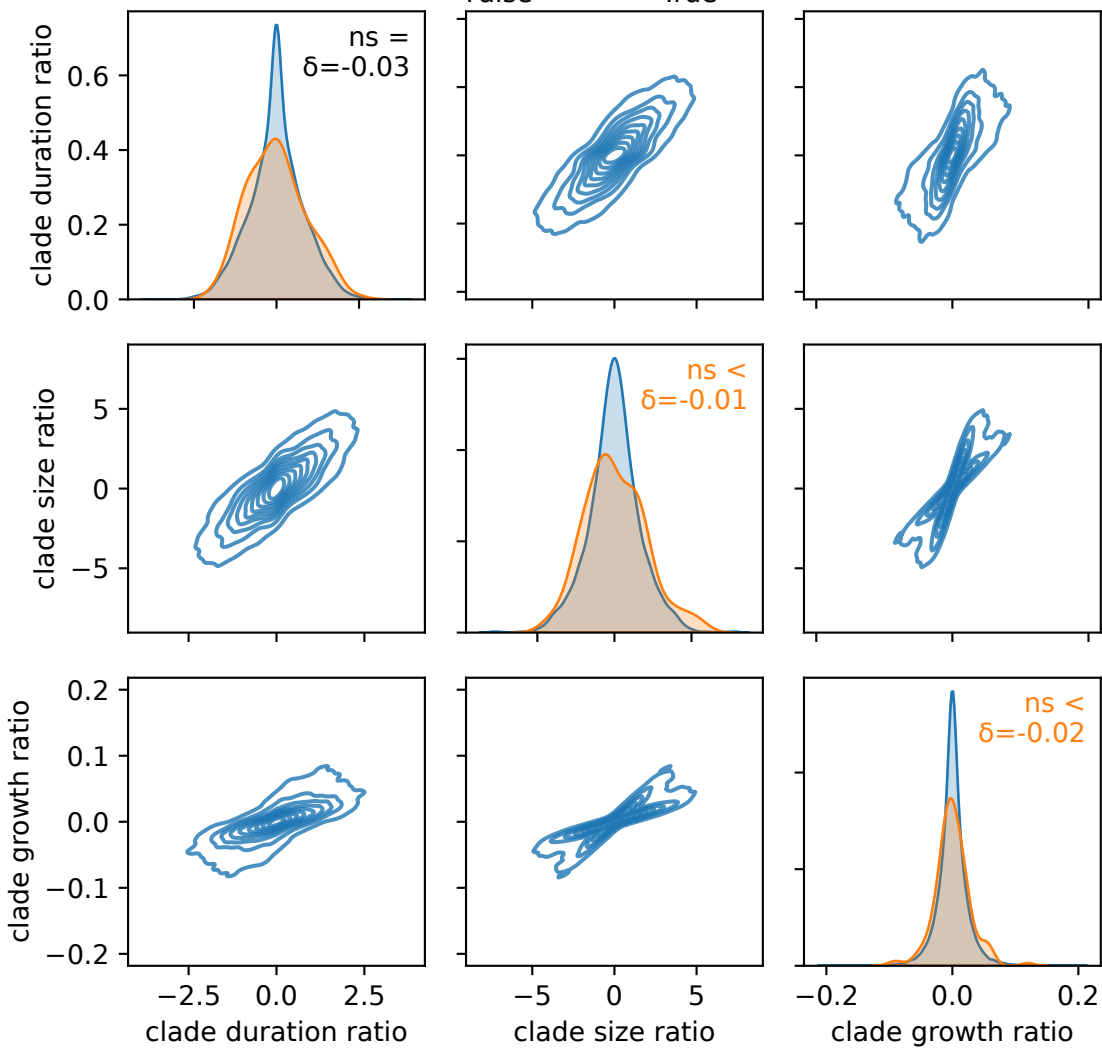 ns =
δ=-0.03
clade duration ratio
0.6
0.4
0.2
0.0
ns <
δ=-0.01
clade size ratio
5
0
−5
ns <
δ=-0.02
clade growth ratio
0.2
0.1
0.0
−0.1
−0.2
−2.5 0.0 2.5
−5 0 5
−0.2 0.0 0.2
clade duration ratio
clade size ratio
clade growth ratio